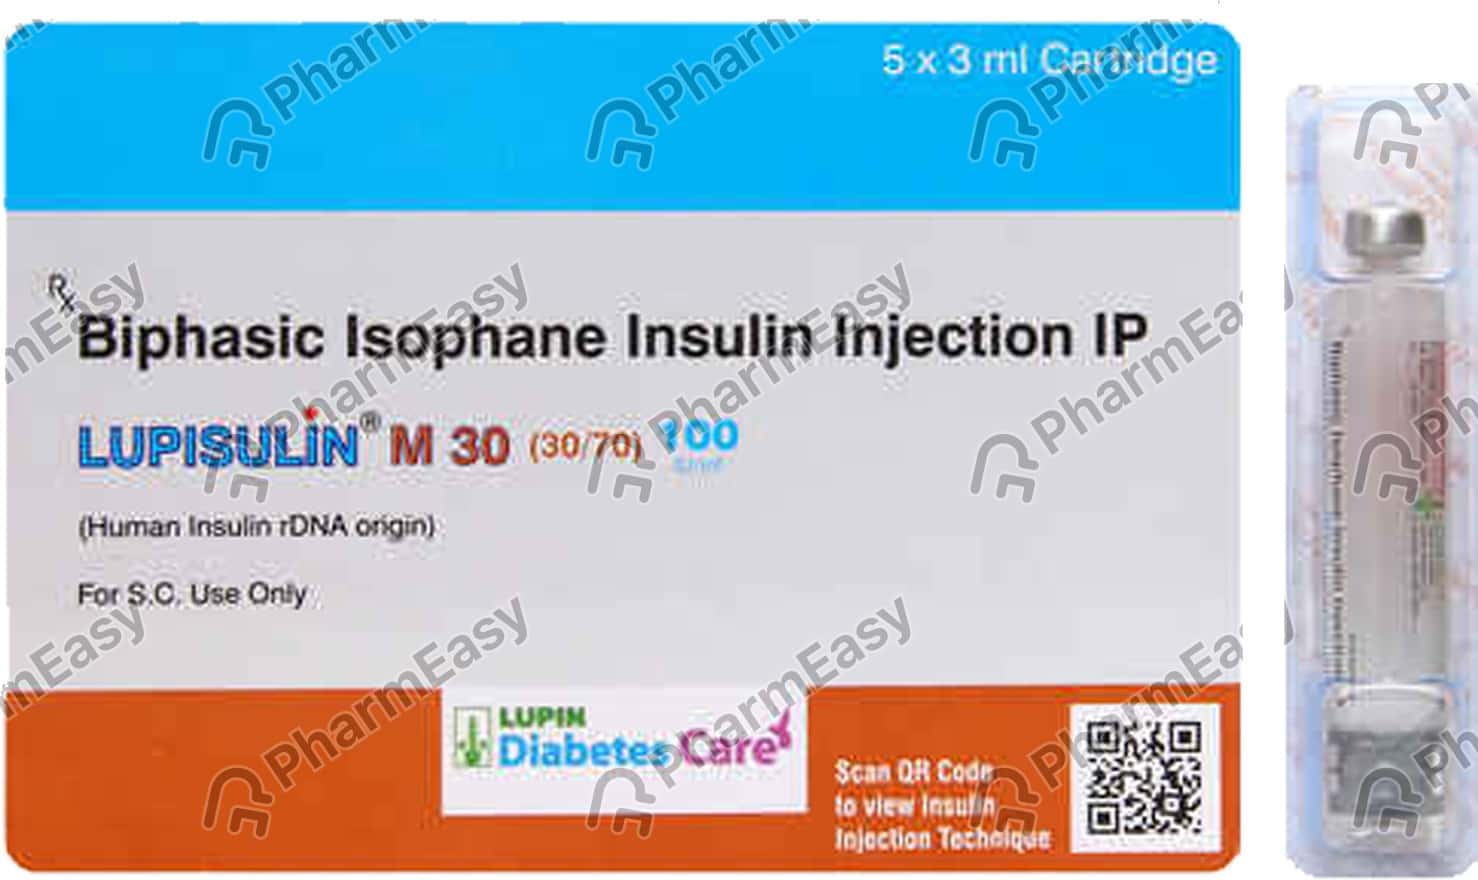 5 x 3 ml Cartridge
Rx
Biphasic Isophane Insulin Injection IP
LUPISULIN® M 30 (30/70) 100
(Human Insulin rDNA origin)
For S.C. Use Only
LUPIN
Diabetes Care
Scan QR Code
to view Insulin
Injection Technique
PharmEasy